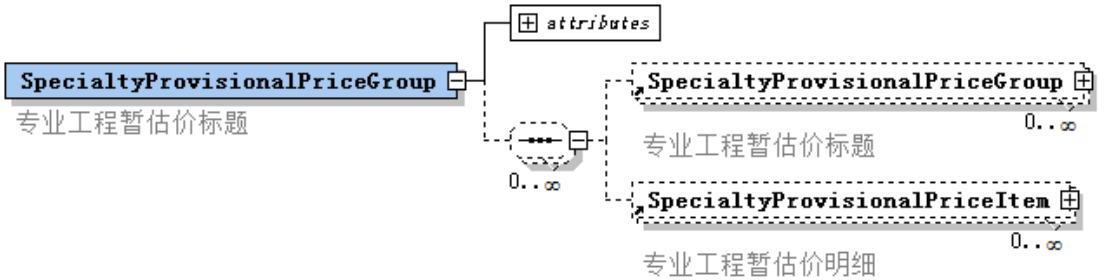 attributes
SpecialtyProvisionalPriceGroup
专业工程暂估价标题
SpecialtyProvisionalPriceGroup
0..∞
专业工程暂估价标题
0..∞
SpecialtyProvisionalPriceItem
0..∞
专业工程暂估价明细